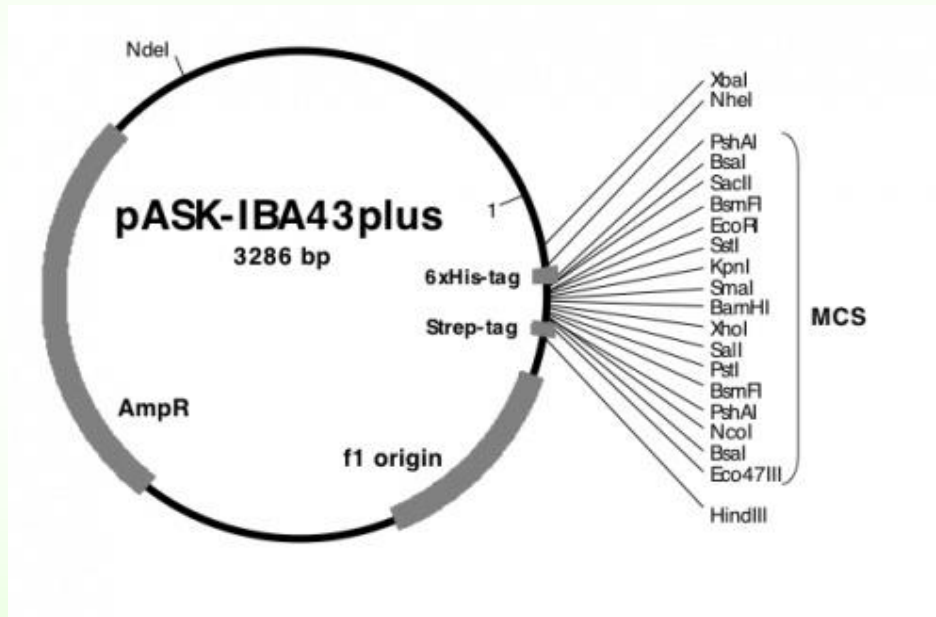 NdeI
1
pASK-IBA43plus
3286 bp
6xHis-tag
Strep-tag
AmpR
f1 origin
XbaI
NheI
PshAI
BsaI
SacII
BsmFI
EcoRI
SstI
KpnI
SmaI
BamHI
XhoI
SalI
PstI
BsmFI
PshAI
NcoI
BsaI
Eco47III
HindIII
MCS